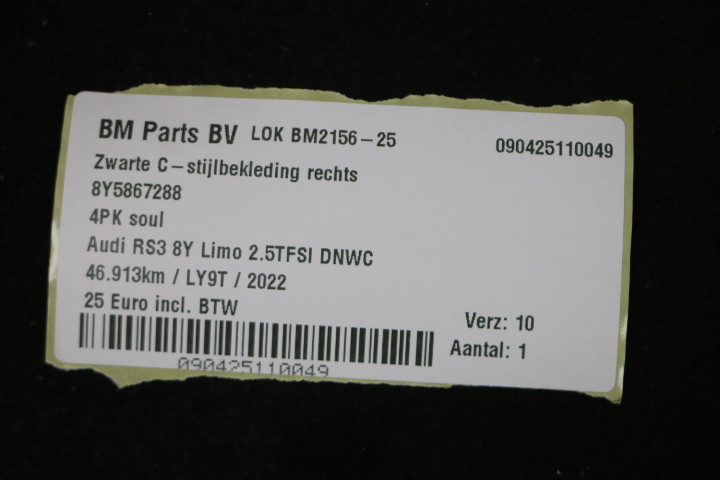 BM Parts BV LOK BM2156-25 090425110049
Zwarte C-stijlbekleding rechts
8Y5867288
4PK soul
Audi RS3 8Y Limo 2.5TFSI DNWC
46.913km / LY9T / 2022
25 Euro incl. BTW
Verz: 10
Aantal: 1
090425110049